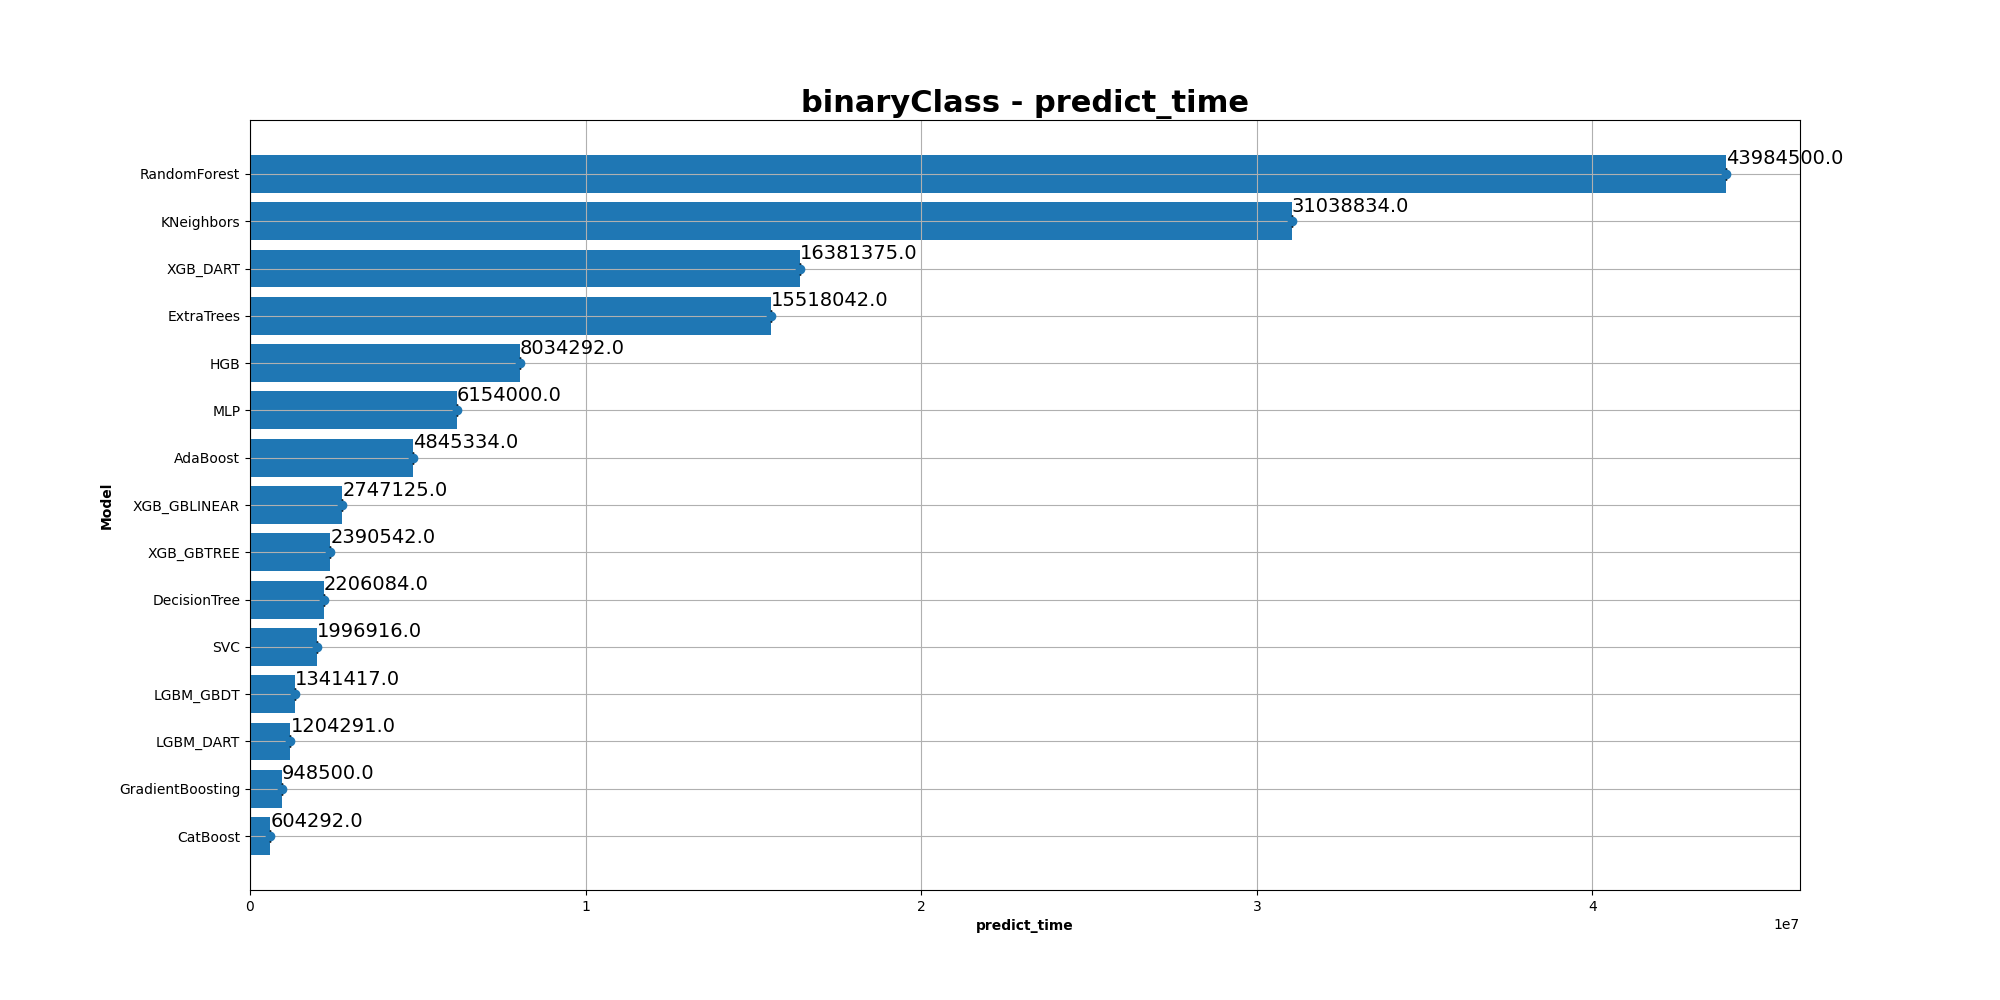 binaryClass - predict_time
RandomForest 43984500.0
KNeighbors 31038834.0
XGB_DART 16381375.0
ExtraTrees 15518042.0
HGB 8034292.0
MLP 6154000.0
AdaBoost 4845334.0
Model
XGB_GBLINEAR 2747125.0
XGB_GBTREE 2390542.0
DecisionTree 2206084.0
SVC 1996916.0
LGBM_GBDT 1341417.0
LGBM_DART 1204291.0
GradientBoosting 948500.0
CatBoost 604292.0
0 1 2 3 4
1e7
predict_time